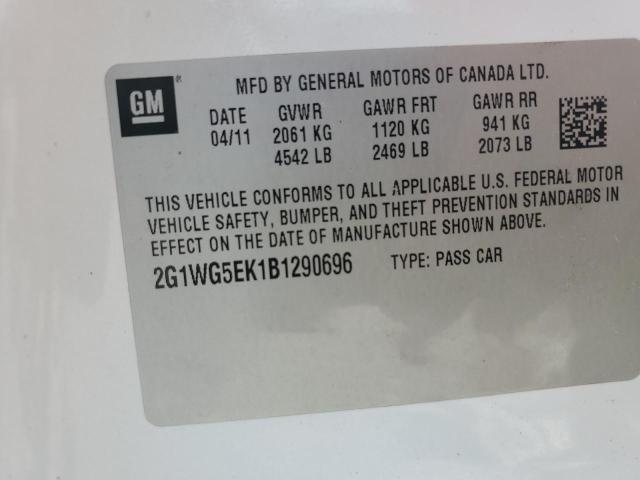 GM
MFD BY GENERAL MOTORS OF CANADA LTD.
DATE GVWR GAWR FRT GAWR RR
04/11 2061 KG 1120 KG 941 KG
4542 LB 2469 LB 2073 LB
THIS VEHICLE CONFORMS TO ALL APPLICABLE U.S. FEDERAL MOTOR
VEHICLE SAFETY, BUMPER, AND THEFT PREVENTION STANDARDS IN
EFFECT ON THE DATE OF MANUFACTURE SHOWN ABOVE.
2G1WG5EK1B1290696 TYPE: PASS CAR